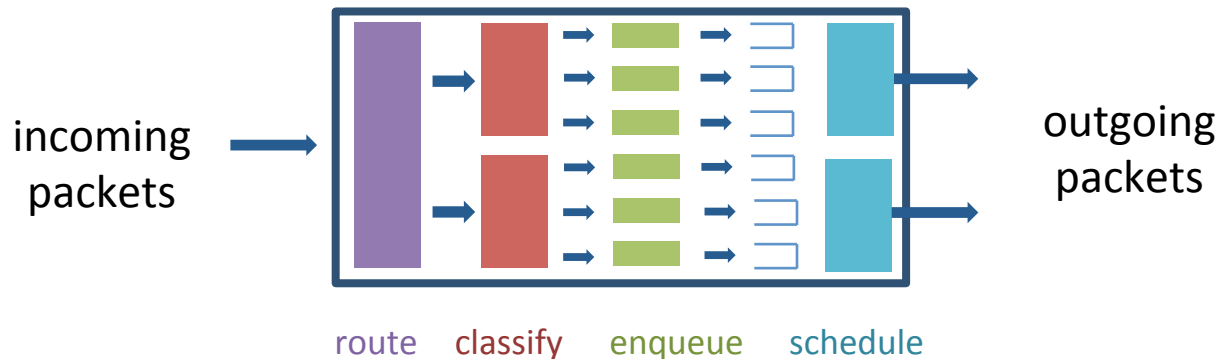 incoming
packets
outgoing
packets
route classify enqueue schedule